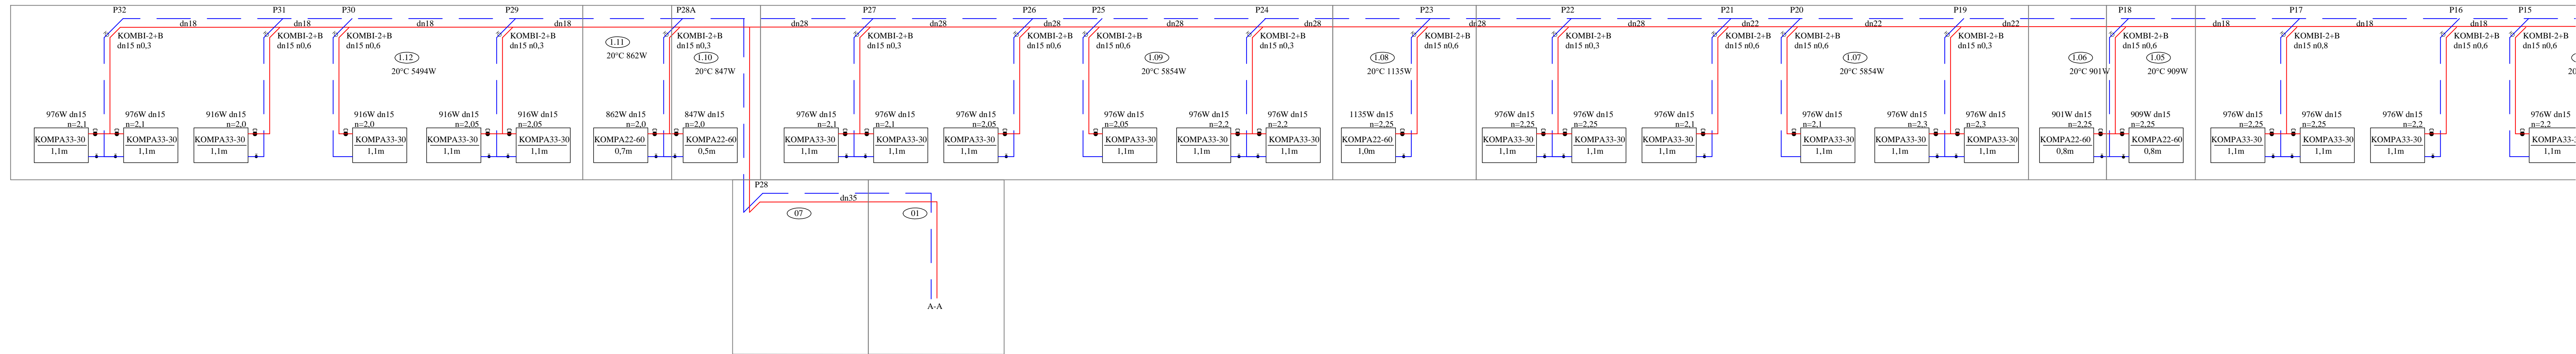 P32 P31 P30 P29 P28A P27 P26 P25 P24 P23 P22 P21 P20 P19 P18 P17 P16 P15
dn18 dn18 dn18 dn18 dn28 dn28 dn28 dn28 dn28 dn28 dn28 dn22 dn22 dn22 dn18 dn18 dn18
KOMBI-2+B KOMBI-2+B KOMBI-2+B KOMBI-2+B KOMBI-2+B KOMBI-2+B KOMBI-2+B KOMBI-2+B KOMBI-2+B KOMBI-2+B KOMBI-2+B KOMBI-2+B KOMBI-2+B KOMBI-2+B KOMBI-2+B KOMBI-2+B KOMBI-2+B KOMBI-2+B
dn15 n0,3 dn15 n0,6 dn15 n0,6 dn15 n0,3 dn15 n0,3 dn15 n0,3 dn15 n0,6 dn15 n0,6 dn15 n0,3 dn15 n0,6 dn15 n0,3 dn15 n0,6 dn15 n0,6 dn15 n0,3 dn15 n0,6 dn15 n0,8 dn15 n0,6 dn15 n0,6
1.12 1.11 1.10 1.09 1.08 1.07 1.06 1.05
20°C 5494W 20°C 862W 20°C 847W 20°C 5854W 20°C 1135W 20°C 5854W 20°C 901W 20°C 909W 20
976W dn15 976W dn15 916W dn15 916W dn15 916W dn15 916W dn15 862W dn15 847W dn15 976W dn15 976W dn15 976W dn15 976W dn15 976W dn15 976W dn15 1135W dn15 976W dn15 976W dn15 976W dn15 976W dn15 976W dn15 976W dn15 901W dn15 909W dn15 976W dn15 976W dn15 976W dn15 976W dn15
n=2,1 n=2,1 n=2,0 n=2,0 n=2,05 n=2,05 n=2,0 n=2,0 n=2,1 n=2,1 n=2,05 n=2,05 n=2,2 n=2,2 n=2,25 n=2,25 n=2,25 n=2,1 n=2,1 n=2,3 n=2,3 n=2,25 n=2,25 n=2,25 n=2,25 n=2,2 n=2,2
KOMPA33-30 KOMPA33-30 KOMPA33-30 KOMPA33-30 KOMPA33-30 KOMPA33-30 KOMPA22-60 KOMPA22-60 KOMPA33-30 KOMPA33-30 KOMPA33-30 KOMPA33-30 KOMPA33-30 KOMPA33-30 KOMPA22-60 KOMPA33-30 KOMPA33-30 KOMPA33-30 KOMPA33-30 KOMPA33-30 KOMPA33-30 KOMPA22-60 KOMPA22-60 KOMPA33-30 KOMPA33-30 KOMPA33-30 KOMPA33-
1,1m 1,1m 1,1m 1,1m 1,1m 1,1m 0,7m 0,5m 1,1m 1,1m 1,1m 1,1m 1,1m 1,1m 1,0m 1,1m 1,1m 1,1m 1,1m 1,1m 1,1m 0,8m 0,8m 1,1m 1,1m 1,1m 1,1m
P28
dn35
07 01
A-A